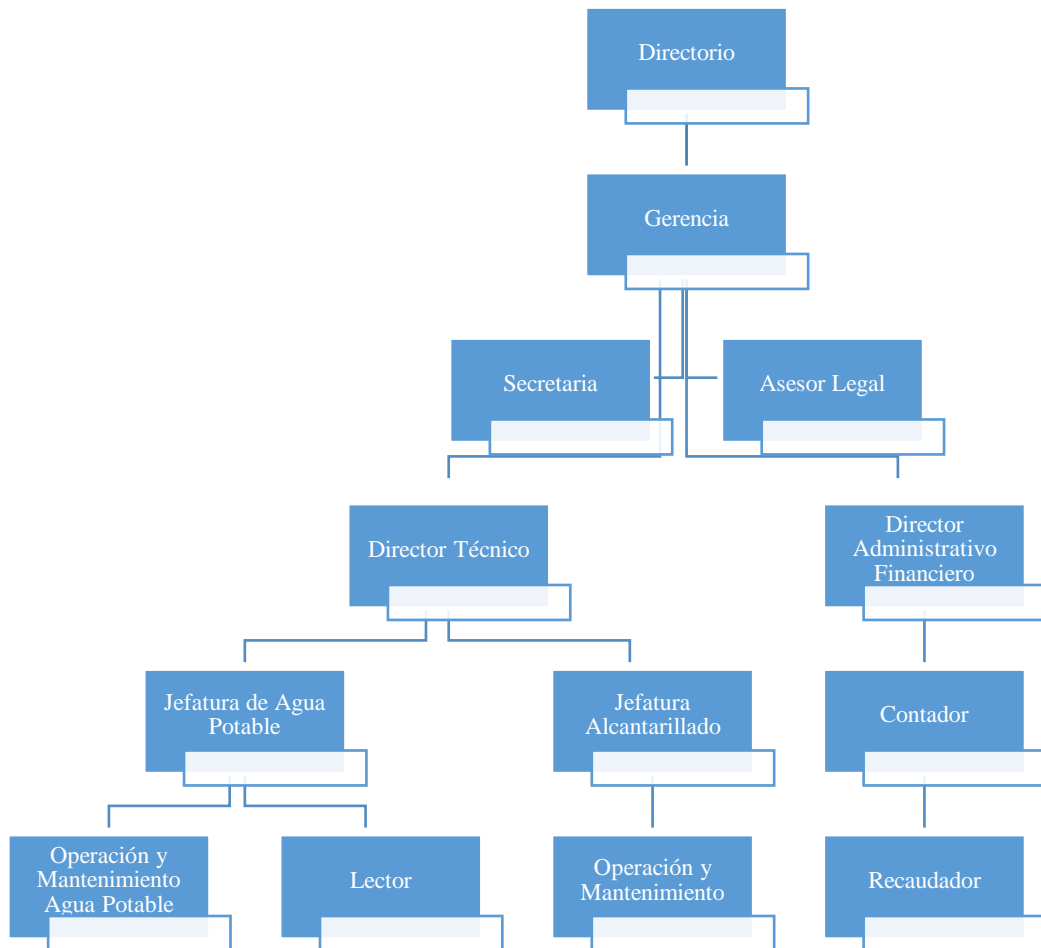 Directorio
Gerencia
Secretaria
Asesor Legal
Director Técnico
Director
Administrativo
Financiero
Jefatura de Agua
Potable
Jefatura
Alcantarillado
Contador
Operación y
Mantenimiento
Agua Potable
Lector
Operación y
Mantenimiento
Recaudador